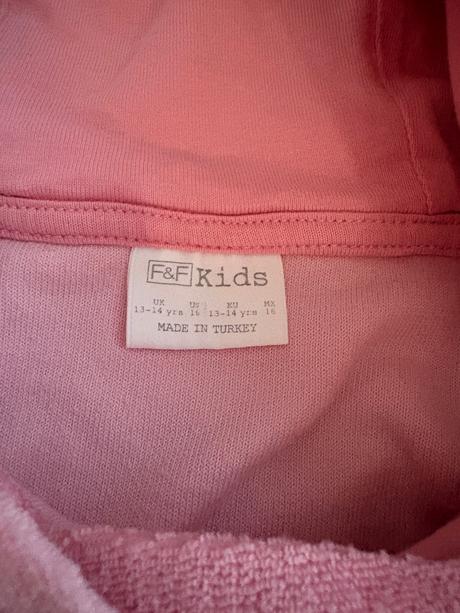 F&F Kids
UK US EU MX
13-14 yrs 16 13-14 yrs 16
MADE IN TURKEY